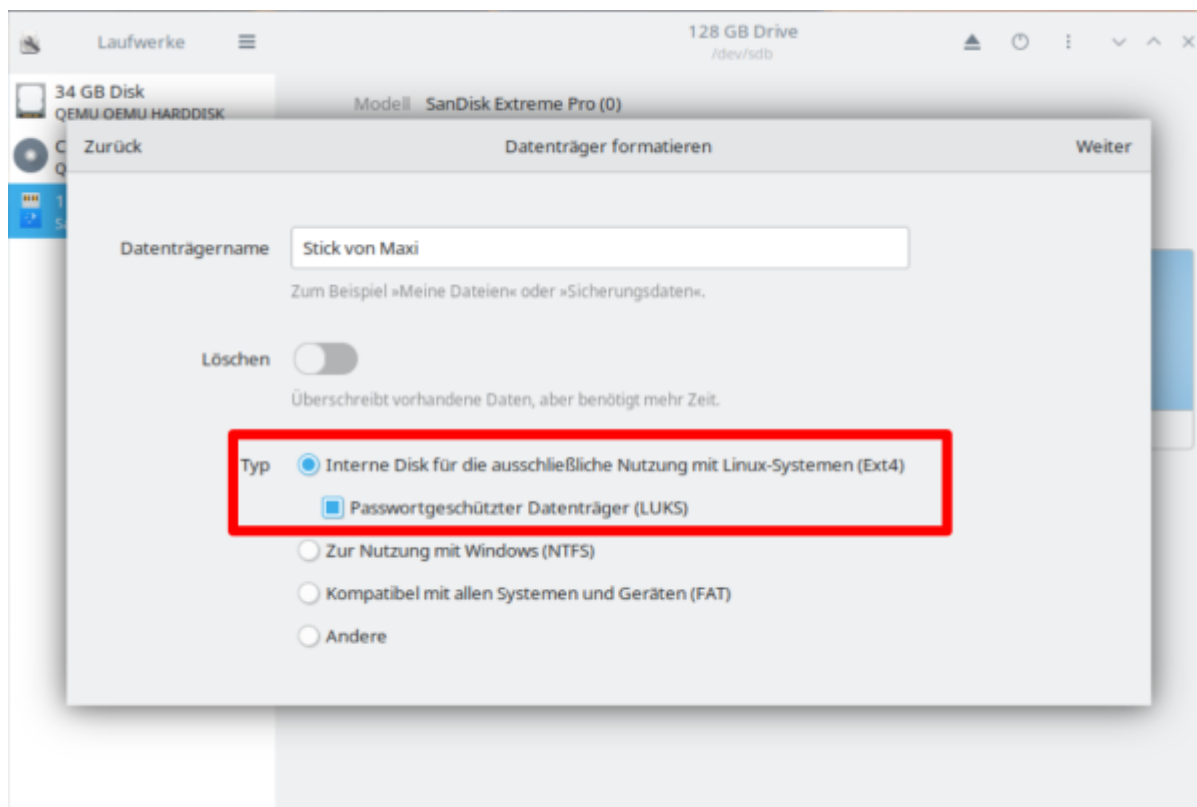 Laufwerke
128 GB Drive
/dev/sdb
34 GB Disk
QEMU QEMU HARDDISK
Modell SanDisk Extreme Pro (0)
Zurück
Datenträger formatieren
Weiter
Datenträgername
Stick von Maxi
Zum Beispiel »Meine Dateien« oder »Sicherungsdaten«.
Löschen
Überschreibt vorhandene Daten, aber benötigt mehr Zeit.
Typ
Interne Disk für die ausschließliche Nutzung mit Linux-Systemen (Ext4)
Passwortgeschützter Datenträger (LUKS)
Zur Nutzung mit Windows (NTFS)
Kompatibel mit allen Systemen und Geräten (FAT)
Andere